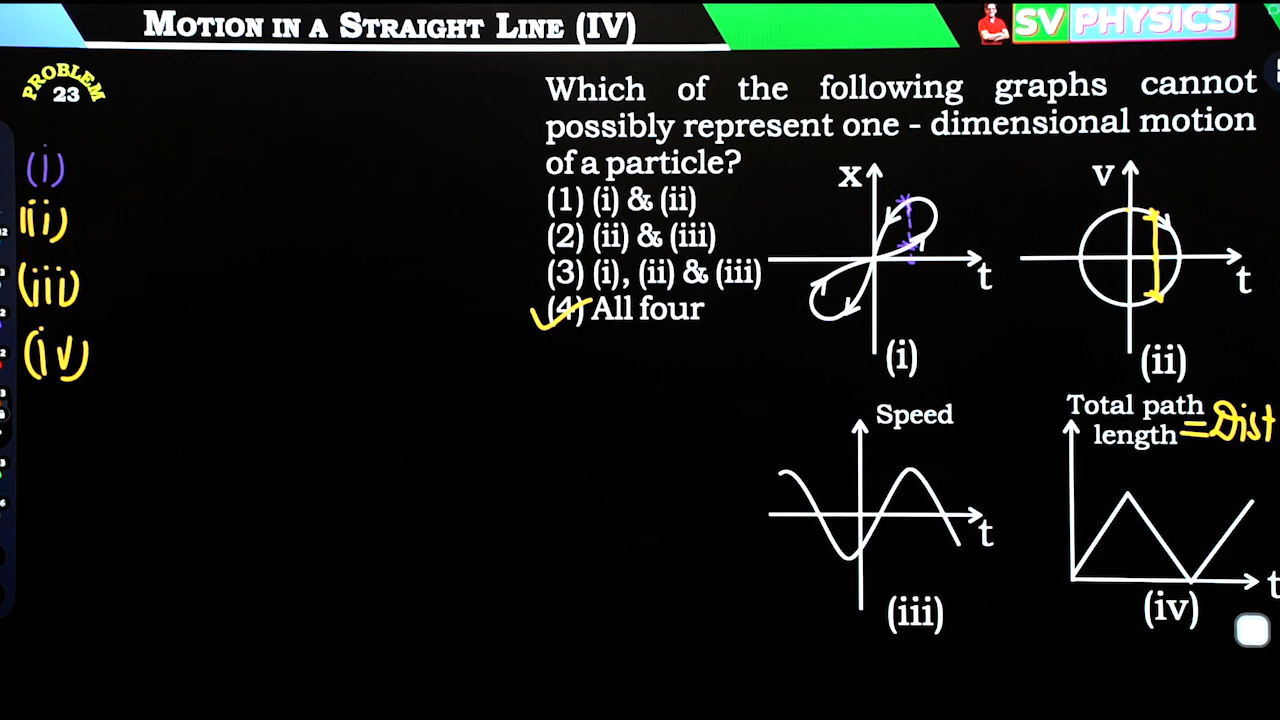 MOTION IN A STRAIGHT LINE (IV)
SV PHYSICS
PROBLEM
23
(i)
(ii)
(iii)
(iv)
Which of the following graphs cannot
possibly represent one - dimensional motion
of a particle?
(1) (i) & (ii)
(2) (ii) & (iii)
(3) (i), (ii) & (iii)
(4) All four
x
t
(i)
v
t
(ii)
Speed
t
(iii)
Total path
length = Dist
t
(iv)